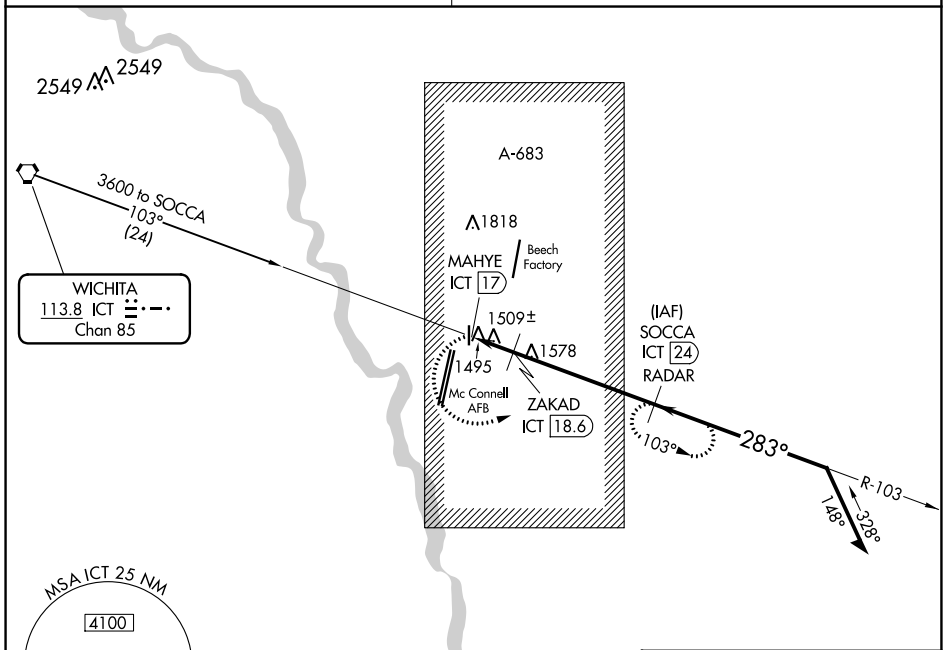 2549
2549
A-683
3600 to SOCCA
103°
(24)
1818
Beech
Factory
MAHYE
ICT 17
WICHITA
113.8 ICT
Chan 85
1509±
1578
1495
Mc Connell
AFB
ZAKAD
ICT 18.6
(IAF)
SOCCA
ICT 24
RADAR
103°
283°
R-103
148°
328°
MSA ICT 25 NM
4100